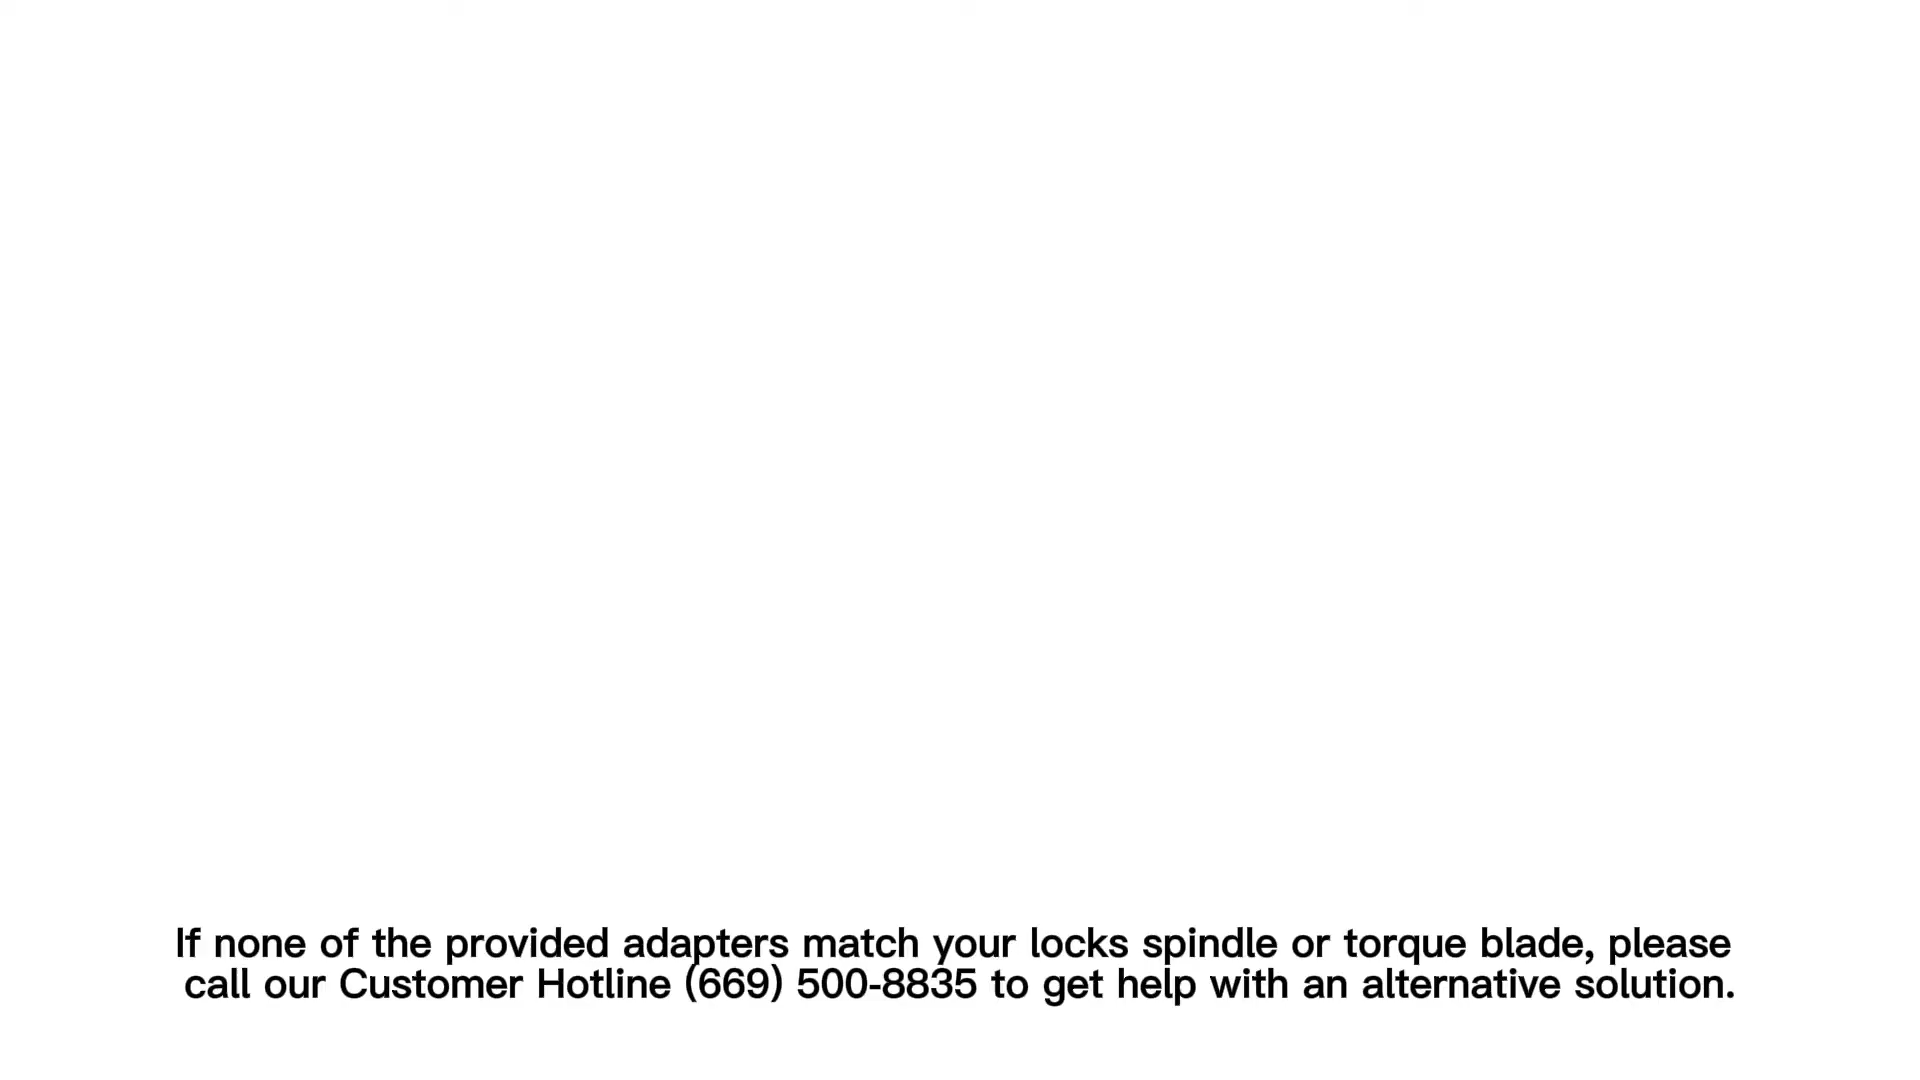 If none of the provided adapters match your locks spindle or torque blade, please
call our Customer Hotline (669) 500-8835 to get help with an alternative solution.